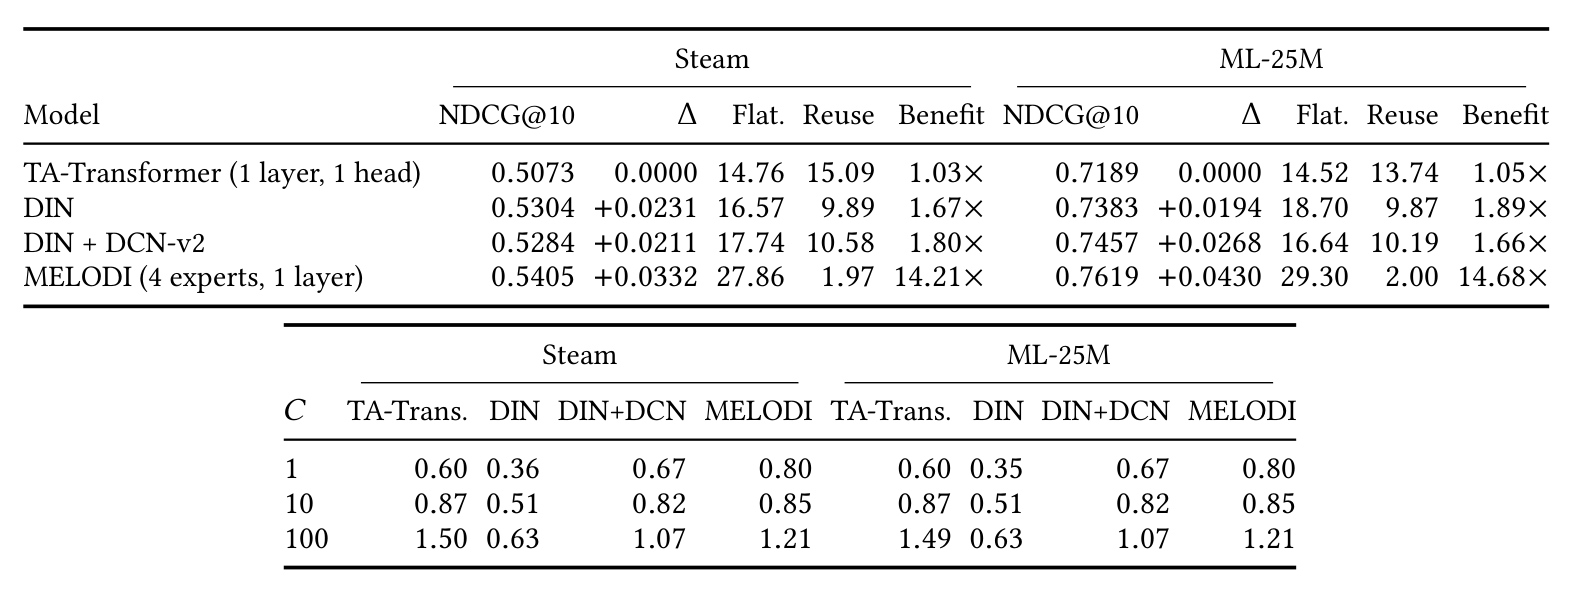 Steam ML-25M
Model NDCG@10 Δ Flat. Reuse Benefit NDCG@10 Δ Flat. Reuse Benefit
TA-Transformer (1 layer, 1 head) 0.5073 0.0000 14.76 15.09 1.03× 0.7189 0.0000 14.52 13.74 1.05×
DIN 0.5304 +0.0231 16.57 9.89 1.67× 0.7383 +0.0194 18.70 9.87 1.89×
DIN + DCN-v2 0.5284 +0.0211 17.74 10.58 1.80× 0.7457 +0.0268 16.64 10.19 1.66×
MELODI (4 experts, 1 layer) 0.5405 +0.0332 27.86 1.97 14.21× 0.7619 +0.0430 29.30 2.00 14.68×
Steam ML-25M
C TA-Trans. DIN DIN+DCN MELODI TA-Trans. DIN DIN+DCN MELODI
1 0.60 0.36 0.67 0.80 0.60 0.35 0.67 0.80
10 0.87 0.51 0.82 0.85 0.87 0.51 0.82 0.85
100 1.50 0.63 1.07 1.21 1.49 0.63 1.07 1.21